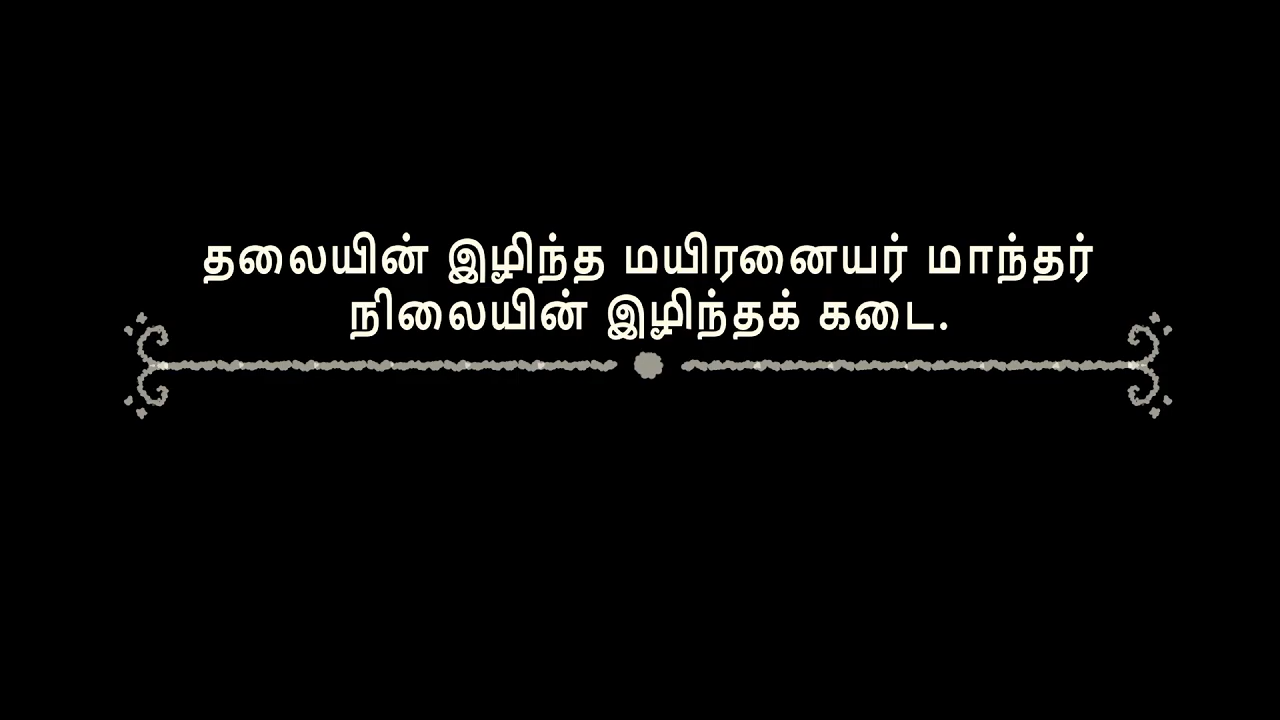 தலையின் இழிந்த மயிரனையர் மாந்தர்
நிலையின் இழிந்தக் கடை.